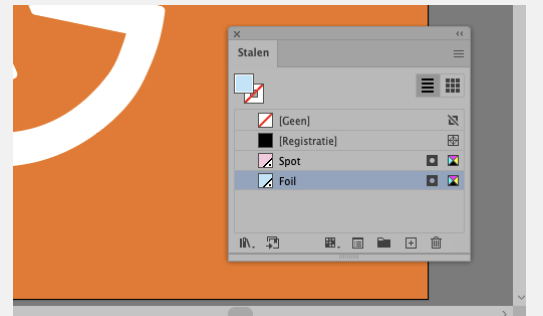 Stalen
[Geen]
[Registratie]
Spot
Foil